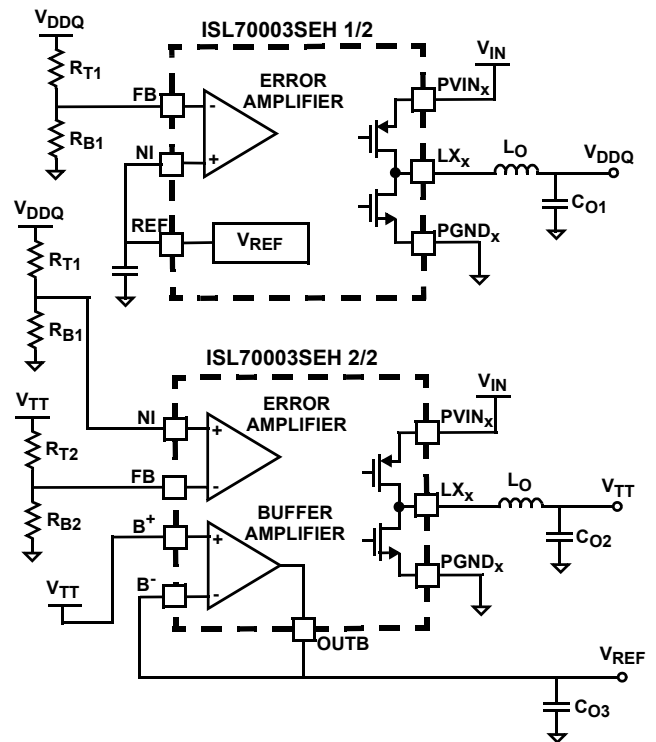 ISL70003SEH 1/2
VDDQ
RT1
RB1
FB
-
ERROR
AMPLIFIER
NI
+
REF
VREF
VIN
PVINx
LXx
LO
VDDQ
CO1
PGNDx
VDDQ
RT1
RB1
ISL70003SEH 2/2
VTT
RT2
RB2
NI
+
ERROR
AMPLIFIER
FB
-
BUFFER
AMPLIFIER
B+
+
VTT
B-
-
OUTB
VIN
PVINx
LXx
LO
VTT
CO2
PGNDx
VREF
CO3